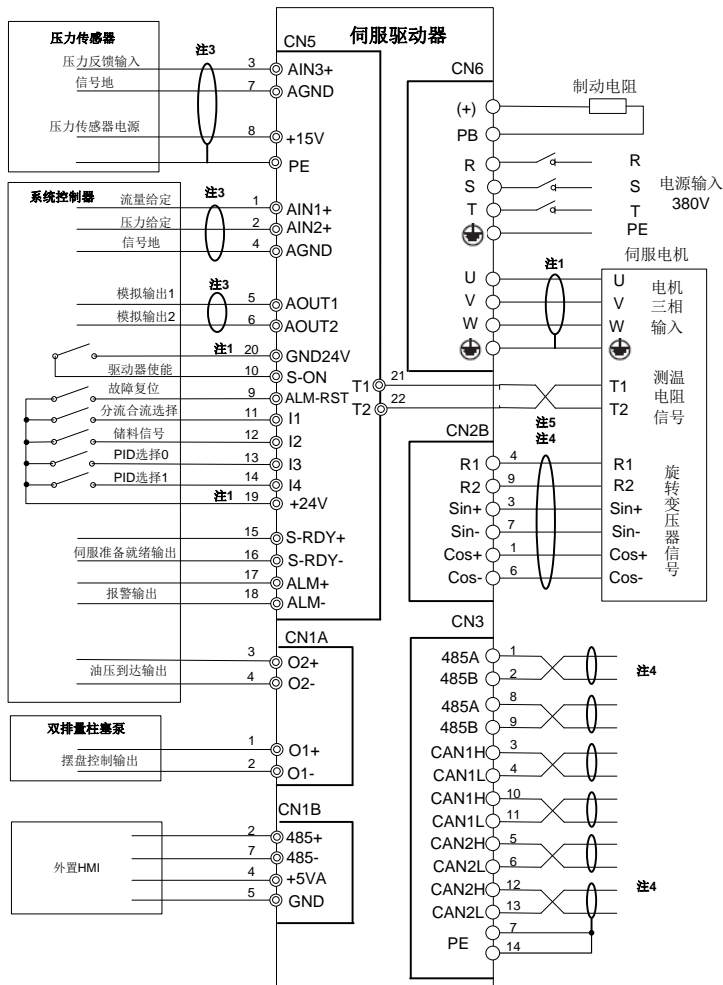 伺服驱动器
压力传感器
压力反馈输入
信号地
压力传感器电源
注3
CN5
3 AIN3+
7 AGND
8 +15V
PE
系统控制器
流量给定
压力给定
信号地
注3
1 AIN1+
2 AIN2+
4 AGND
模拟输出1
模拟输出2
注3
5 AOUT1
6 AOUT2
注1 20 GND24V
驱动器使能 10 S-ON
故障复位 9 ALM-RST
分流合流选择 11 I1
储料信号 12 I2
PID选择0 13 I3
PID选择1 14 I4
注1 19 +24V
15 S-RDY+
伺服准备就绪输出 16 S-RDY-
17 ALM+
报警输出 18 ALM-
CN1A
3 O2+
油压到达输出 4 O2-
双排量柱塞泵
1 O1+
摆盘控制输出 2 O1-
CN1B
外置HMI
2 485+
7 485-
4 +5VA
5 GND
CN6
制动电阻
(+)
PB
R R
S S
T T
PE
电源输入
380V
伺服电机
注1
U U
V V
W W
电机
三相
输入
T1 21 T1
T2 22 T2
测温
电阻
信号
注5
注4
CN2B
R1 4 R1
R2 9 R2
Sin+ 3 Sin+
Sin- 7 Sin-
Cos+ 1 Cos+
Cos- 6 Cos-
旋转变压器信号
CN3
485A 1
485B 2
注4
485A 8
485B 9
CAN1H 3
CAN1L 4
CAN1H 10
CAN1L 11
CAN2H 5
CAN2L 6
CAN2H 12
CAN2L 13
注4
PE 7
14